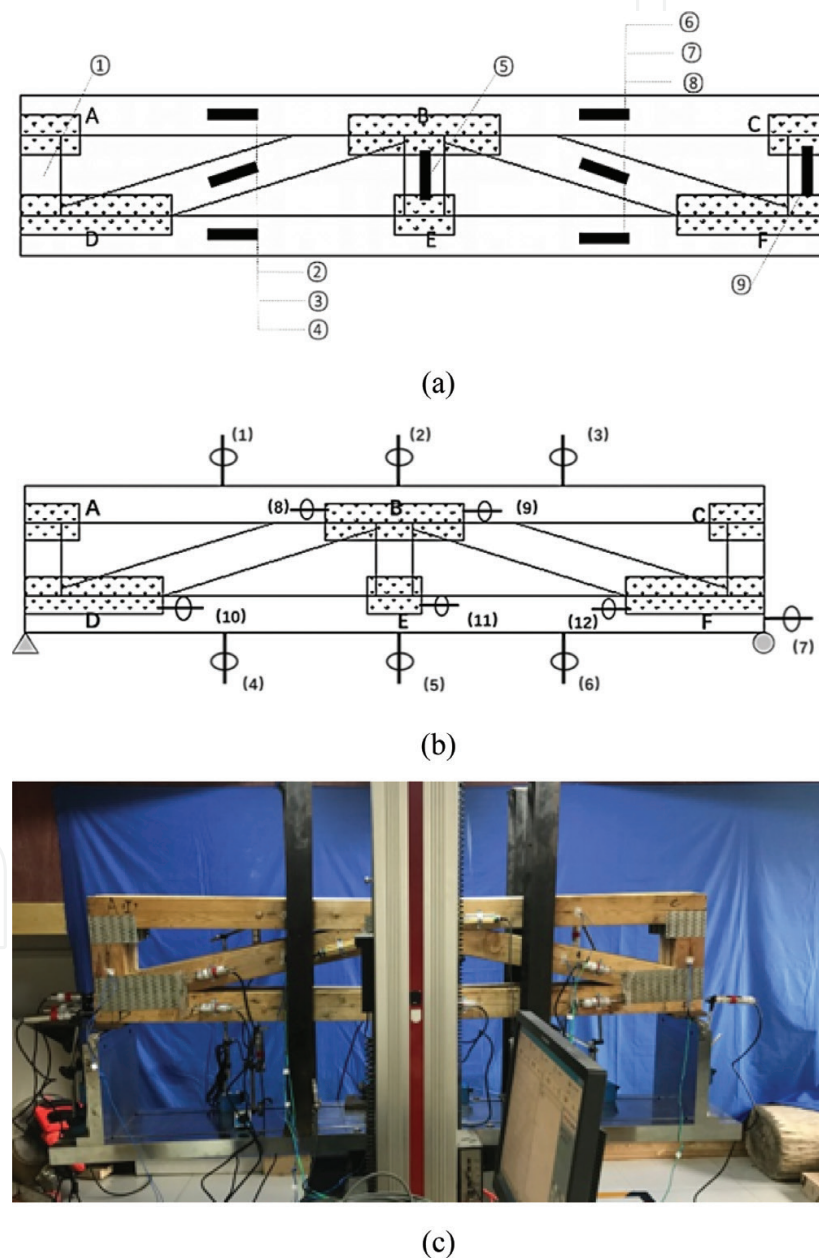 ⑥
① ⑤ ⑦
⑧
A B C
D E F
②
③
④
⑨
(a)
(1) (2) (3)
A (8) B (9) C
D (10) E (11) (12) F (7)
(4) (5) (6)
(b)
(c)